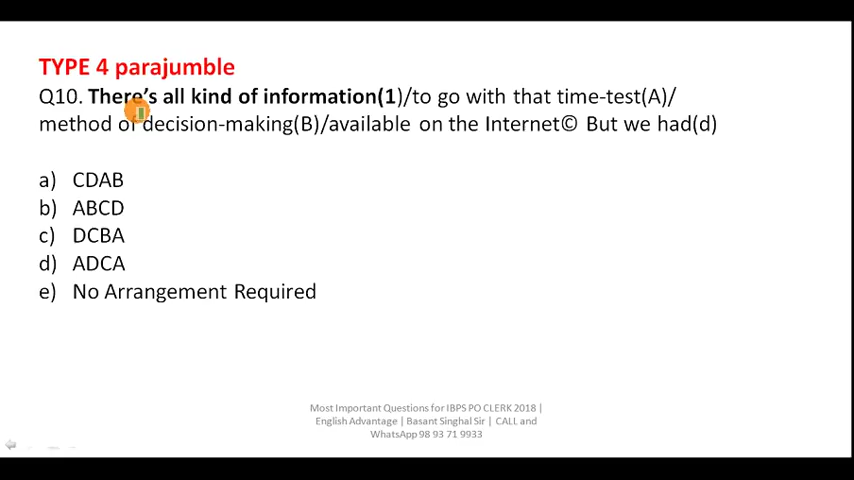 TYPE 4 parajumble
Q10. There's all kind of information(1)/to go with that time-test(A)/
method of decision-making(B)/available on the Internet© But we had(d)
a) CDAB
b) ABCD
c) DCBA
d) ADCA
e) No Arrangement Required
Most Important Questions for IBPS PO CLERK 2018 |
English Advantage | Basant Singhal Sir | CALL and
WhatsApp 98 93 71 9933